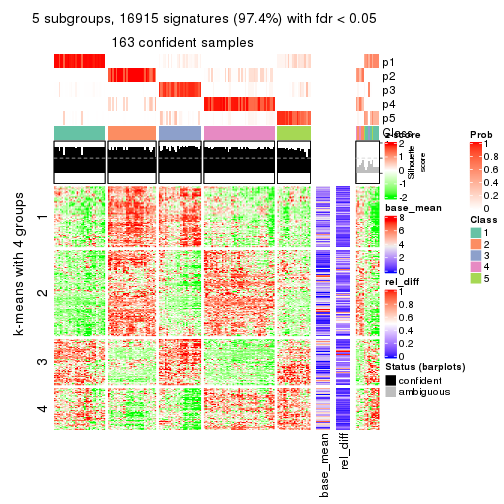 5 subgroups, 16915 signatures (97.4%) with fdr < 0.05
163 confident samples
p1
p2
p3
p4
p5
Class
z-score
2
1
0
-1
-2
Silhouette
score
Prob
1
0.8
0.6
0.4
0.2
0
base_mean
8
6
4
2
0
Class
1
2
3
4
5
rel_diff
1
0.8
0.6
0.4
0.2
0
Status (barplots)
confident
ambiguous
k-means with 4 groups
1
2
3
4
base_mean
rel_diff